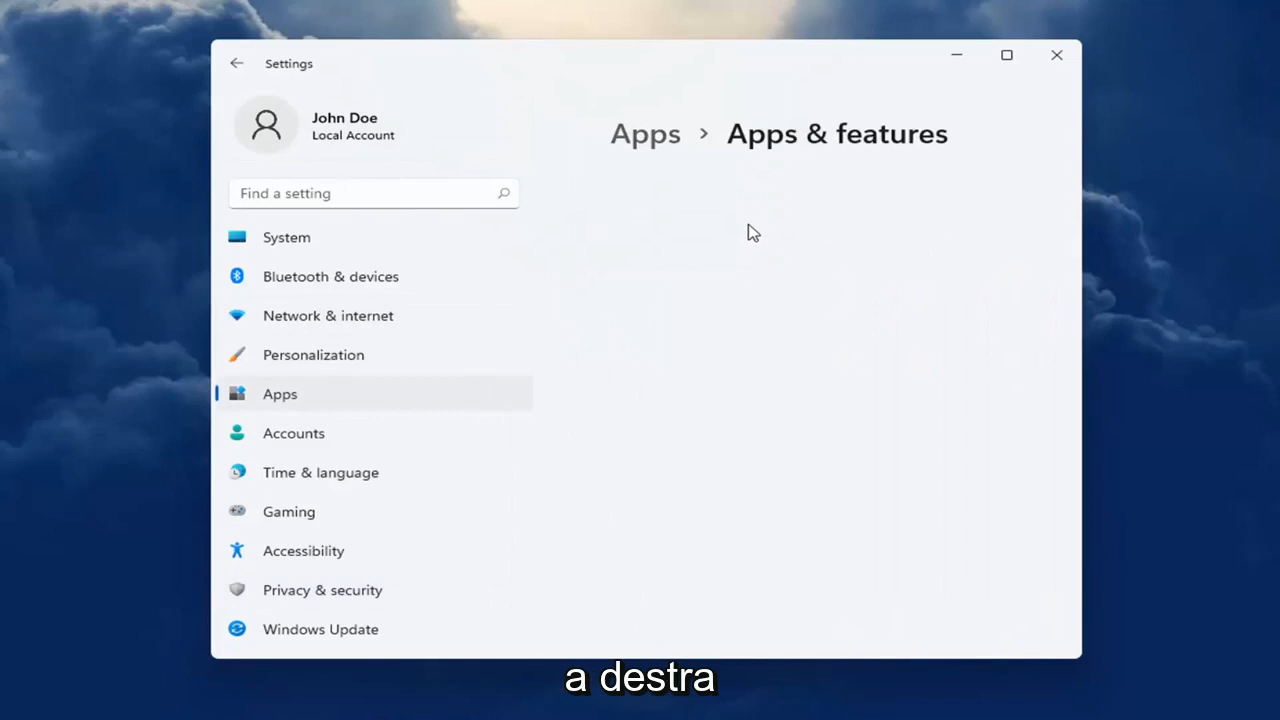 Settings
John Doe
Local Account
Find a setting
System
Bluetooth & devices
Network & internet
Personalization
Apps
Accounts
Time & language
Gaming
Accessibility
Privacy & security
Windows Update
Apps > Apps & features
a destra